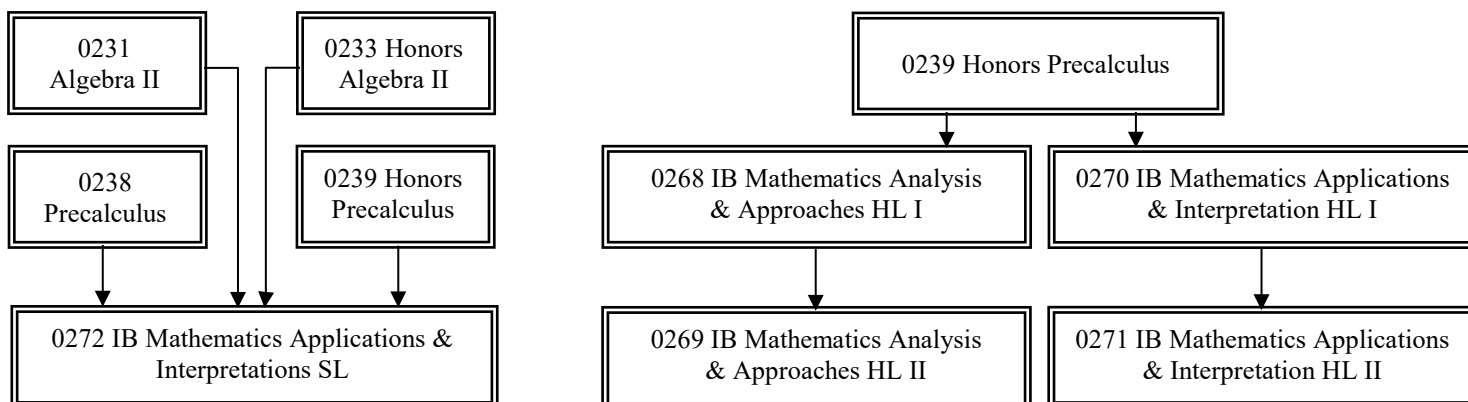 0231
Algebra II
0233 Honors
Algebra II
0238
Precalculus
0239 Honors
Precalculus
0272 IB Mathematics Applications &
Interpretations SL
0239 Honors Precalculus
0268 IB Mathematics Analysis
& Approaches HL I
0270 IB Mathematics Applications
& Interpretation HL I
0269 IB Mathematics Analysis
& Approaches HL II
0271 IB Mathematics Applications
& Interpretation HL II